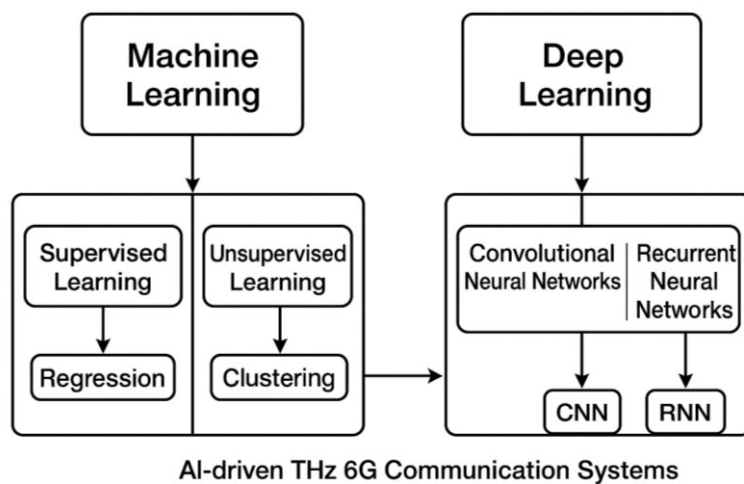 Machine
Learning
Deep
Learning
Supervised
Learning
Unsupervised
Learning
Convolutional
Neural Networks
Recurrent
Neural
Networks
Regression
Clustering
CNN
RNN
AI-driven THz 6G Communication Systems